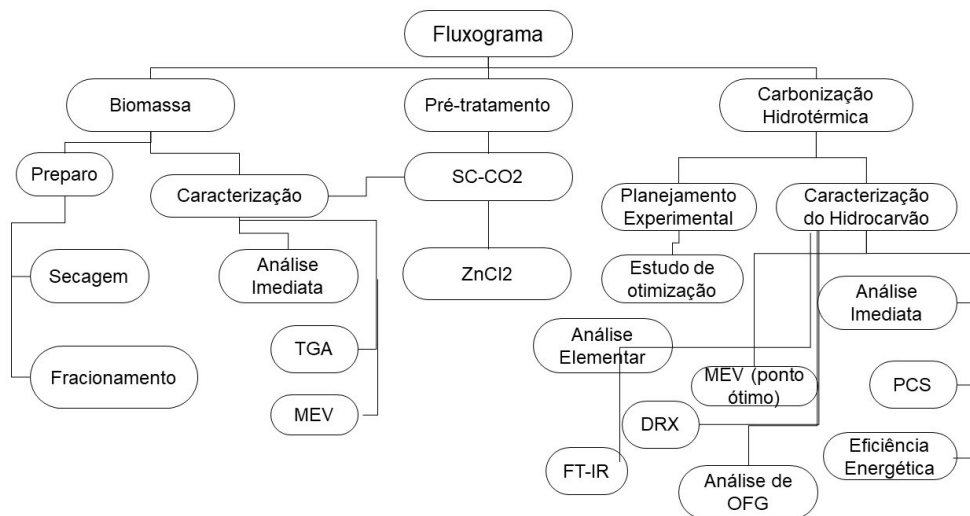 Fluxograma
Biomassa
Pré-tratamento
Carbonização
Hidrotérmica
Preparo
Caracterização
SC-CO2
Planejamento
Experimental
Caracterização
do Hidrocarvão
Secagem
Análise
Imediata
ZnCl2
Estudo de
otimização
Análise
Imediata
Fracionamento
TGA
Análise
Elementar
MEV (ponto
ótimo)
PCS
MEV
DRX
Eficiência
Energética
FT-IR
Análise de
OFG